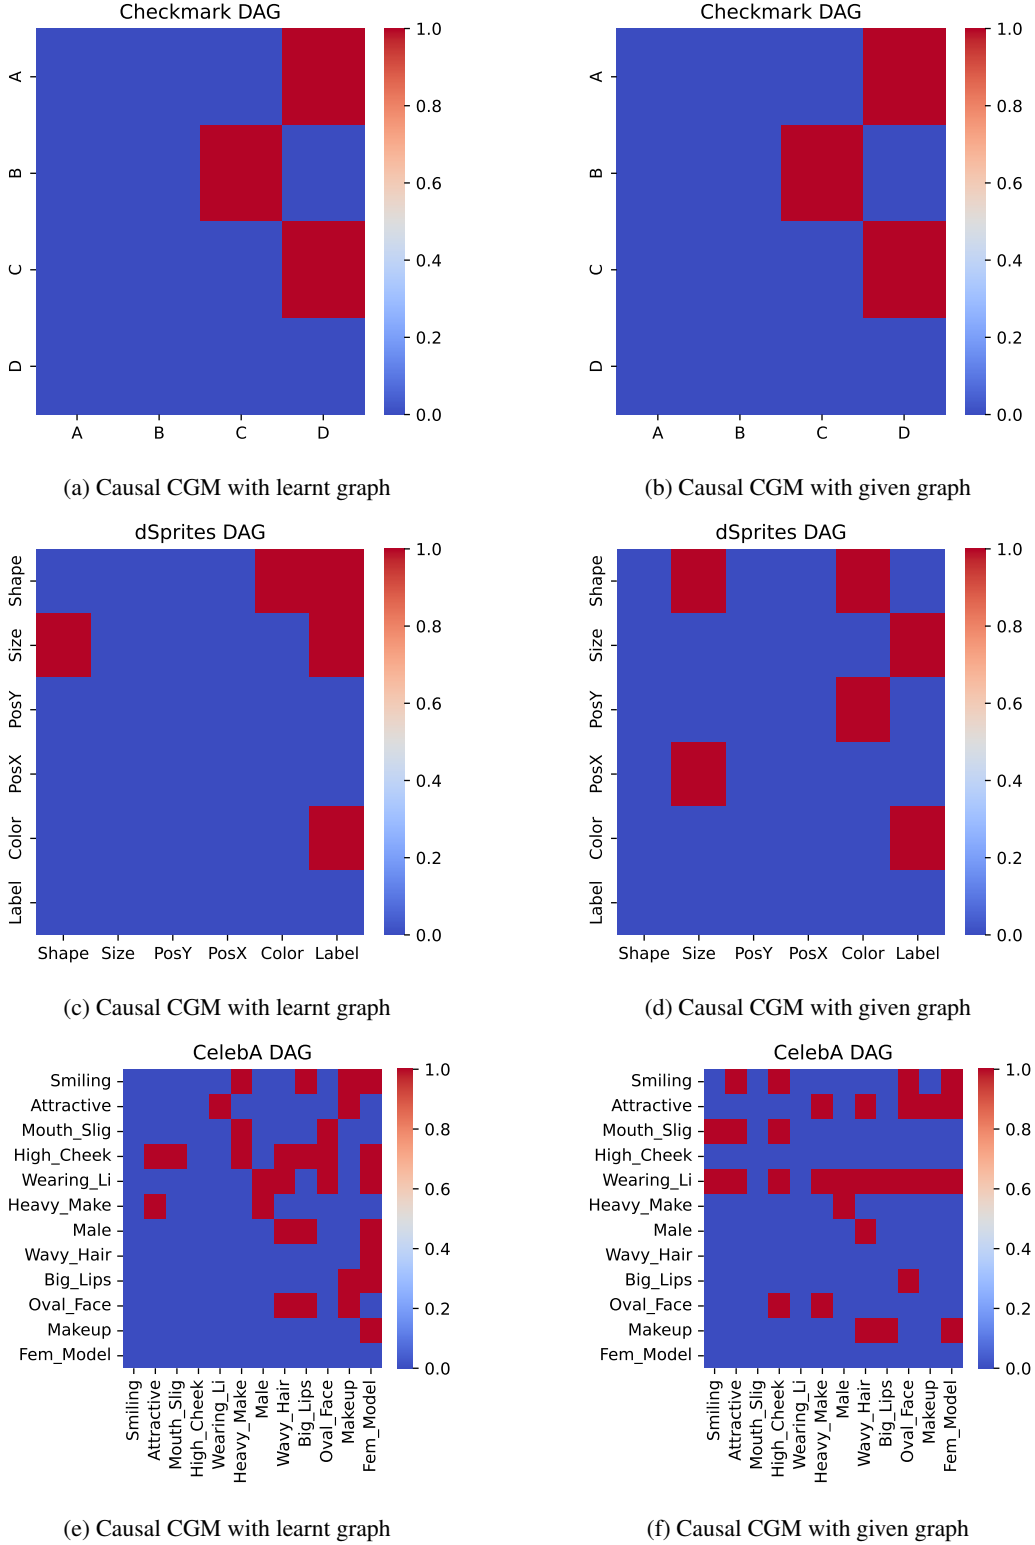 Checkmark DAG
A
B
C
D
A B C D
1.0
0.8
0.6
0.4
0.2
0.0
(a) Causal CGM with learnt graph
Checkmark DAG
A
B
C
D
A B C D
1.0
0.8
0.6
0.4
0.2
0.0
(b) Causal CGM with given graph
dSprites DAG
Shape
Size
PosY
PosX
Color
Label
Shape Size PosY PosX Color Label
1.0
0.8
0.6
0.4
0.2
0.0
(c) Causal CGM with learnt graph
dSprites DAG
Shape
Size
PosY
PosX
Color
Label
Shape Size PosY PosX Color Label
1.0
0.8
0.6
0.4
0.2
0.0
(d) Causal CGM with given graph
CelebA DAG
Smiling
Attractive
Mouth_Slig
High_Cheek
Wearing_Li
Heavy_Make
Male
Wavy_Hair
Big_Lips
Oval_Face
Makeup
Fem_Model
Smiling
Attractive
Mouth_Slig
High_Cheek
Wearing_Li
Heavy_Make
Male
Wavy_Hair
Big_Lips
Oval_Face
Makeup
Fem_Model
1.0
0.8
0.6
0.4
0.2
0.0
(e) Causal CGM with learnt graph
CelebA DAG
Smiling
Attractive
Mouth_Slig
High_Cheek
Wearing_Li
Heavy_Make
Male
Wavy_Hair
Big_Lips
Oval_Face
Makeup
Fem_Model
Smiling
Attractive
Mouth_Slig
High_Cheek
Wearing_Li
Heavy_Make
Male
Wavy_Hair
Big_Lips
Oval_Face
Makeup
Fem_Model
1.0
0.8
0.6
0.4
0.2
0.0
(f) Causal CGM with given graph